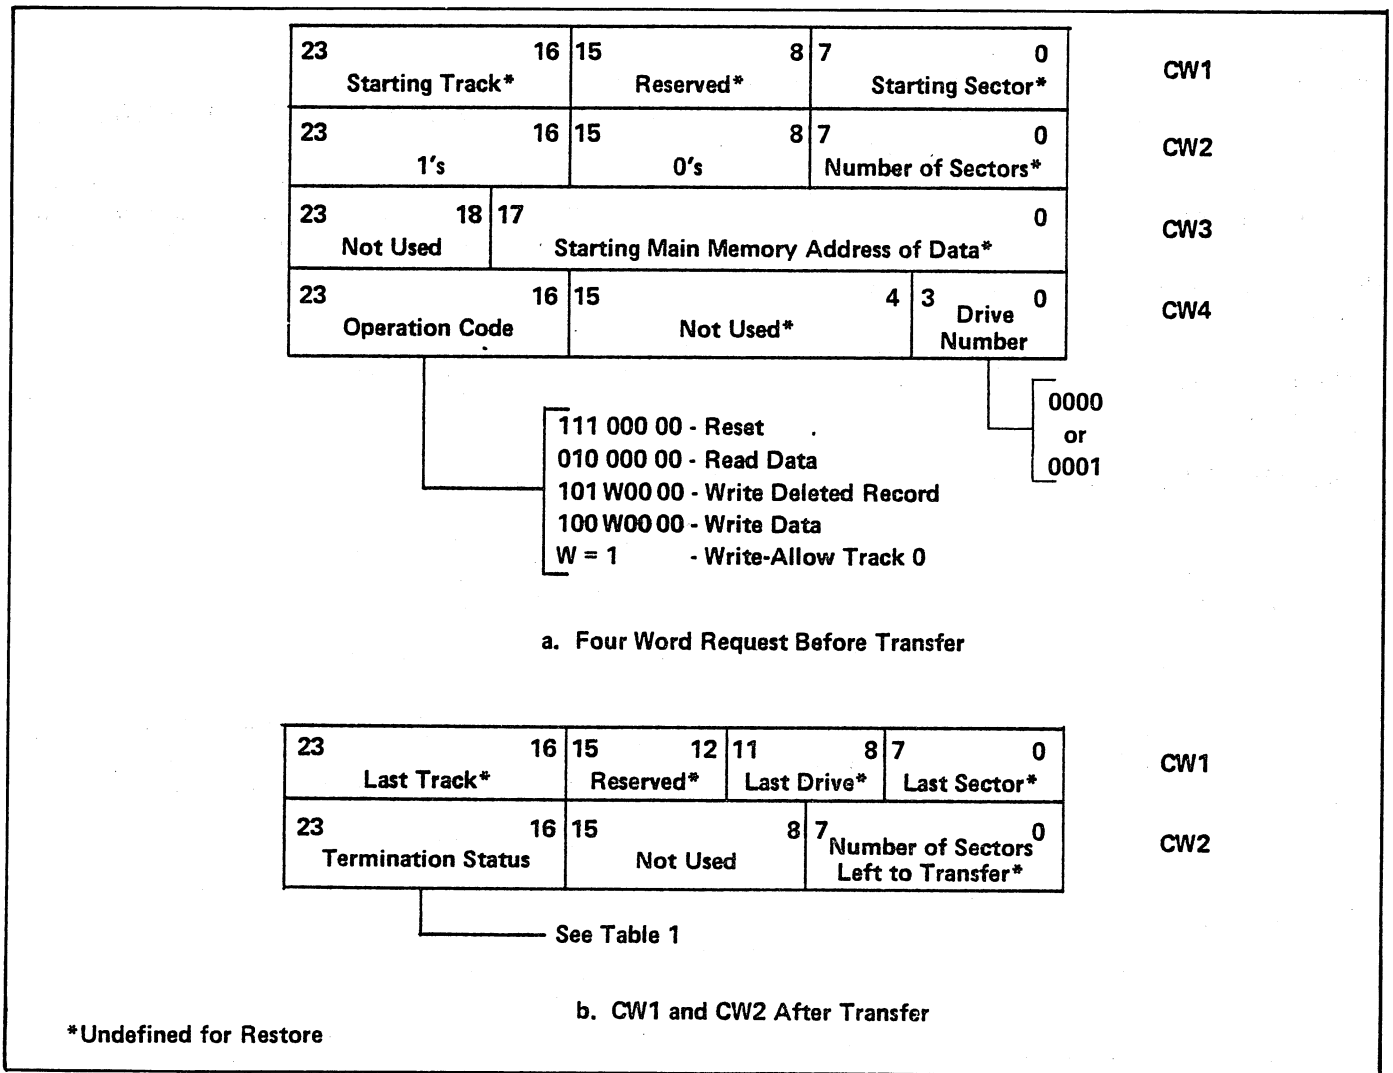 23 16 15 8 7 0
Starting Track* Reserved* Starting Sector* CW1
23 16 15 8 7 0
1's 0's Number of Sectors* CW2
23 18 17 0
Not Used Starting Main Memory Address of Data* CW3
23 16 15 4 3 0
Operation Code Not Used* Drive
Number
CW4
111 000 00 - Reset
010 000 00 - Read Data
101 W00 00 - Write Deleted Record
100 W00 00 - Write Data
W = 1 - Write-Allow Track 0
0000
or
0001
a. Four Word Request Before Transfer
23 16 15 12 11 8 7 0
Last Track* Reserved* Last Drive* Last Sector* CW1
23 16 15 8 7 0
Termination Status Not Used Number of Sectors
Left to Transfer*
CW2
See Table 1
b. CW1 and CW2 After Transfer
*Undefined for Restore